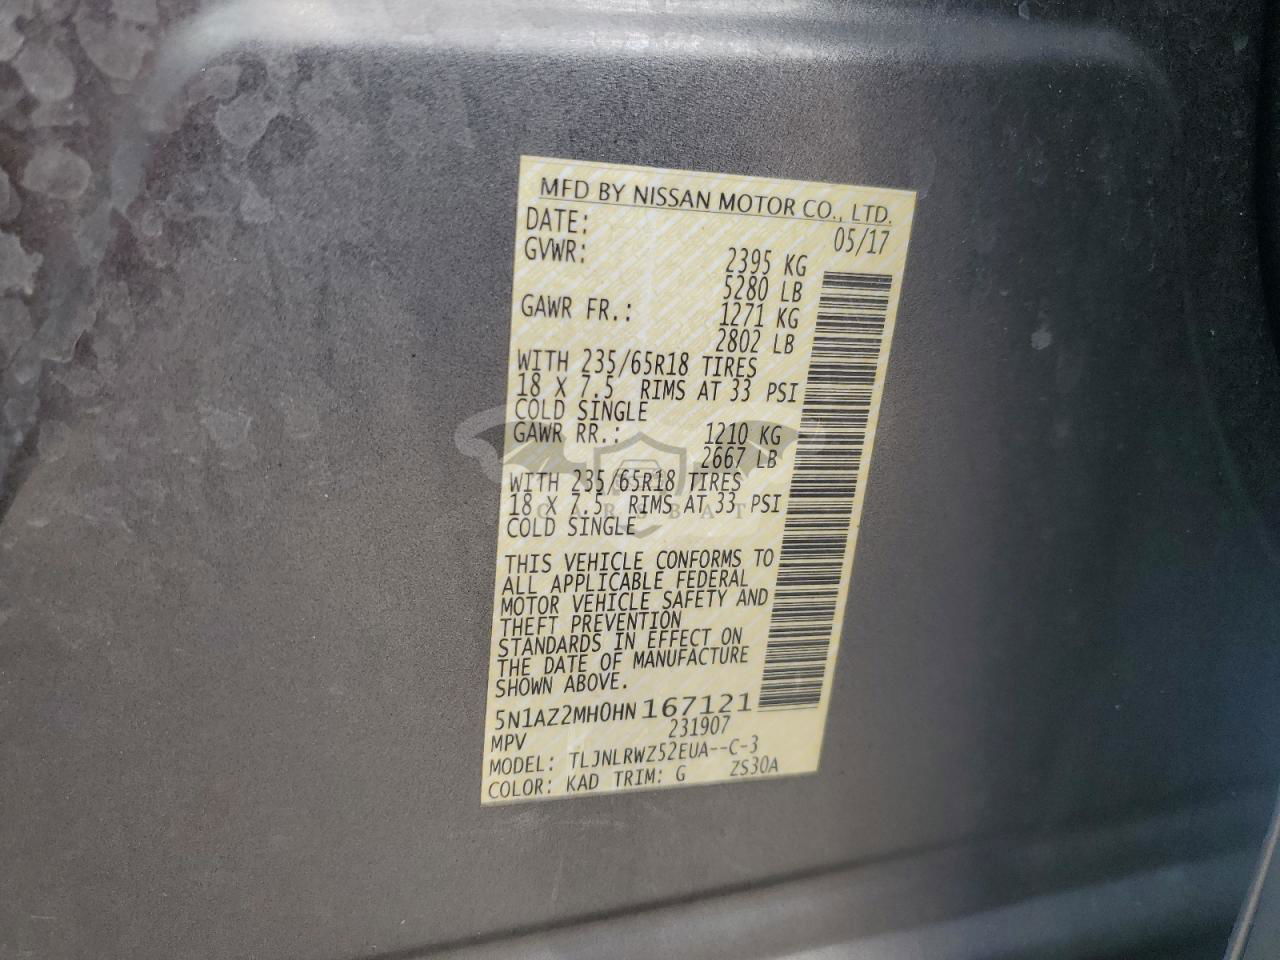 MFD BY NISSAN MOTOR CO., LTD.
DATE: 05/17
GVWR: 2395 KG
5280 LB
GAWR FR.: 1271 KG
2802 LB
WITH 235/65R18 TIRES
18 X 7.5 RIMS AT 33 PSI
COLD SINGLE
GAWR RR.: 1210 KG
2667 LB
WITH 235/65R18 TIRES
18 X 7.5 RIMS AT 33 PSI
CARSBAT
COLD SINGLE
THIS VEHICLE CONFORMS TO
ALL APPLICABLE FEDERAL
MOTOR VEHICLE SAFETY AND
THEFT PREVENTION
STANDARDS IN EFFECT ON
THE DATE OF MANUFACTURE
SHOWN ABOVE.
5N1AZ2MH0HN167121
MPV 231907
MODEL: TLJNLRWZ52EUA--C-3
COLOR: KAD TRIM: G ZS30A